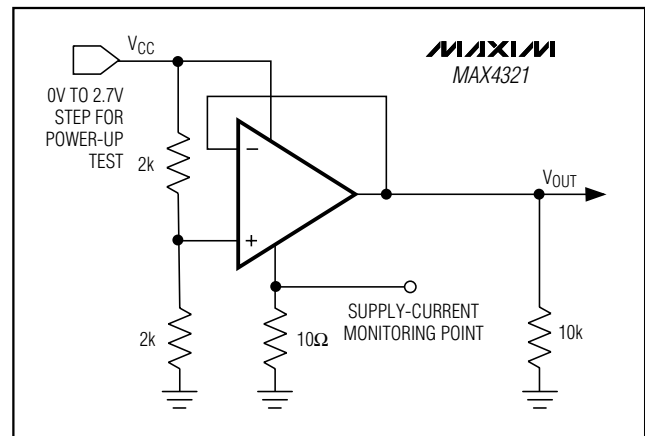 VCC
MAXIM
MAX4321
0V TO 2.7V
STEP FOR
POWER-UP
TEST
2k
−
+
VOUT
SUPPLY-CURRENT
MONITORING POINT
2k
10Ω
10k